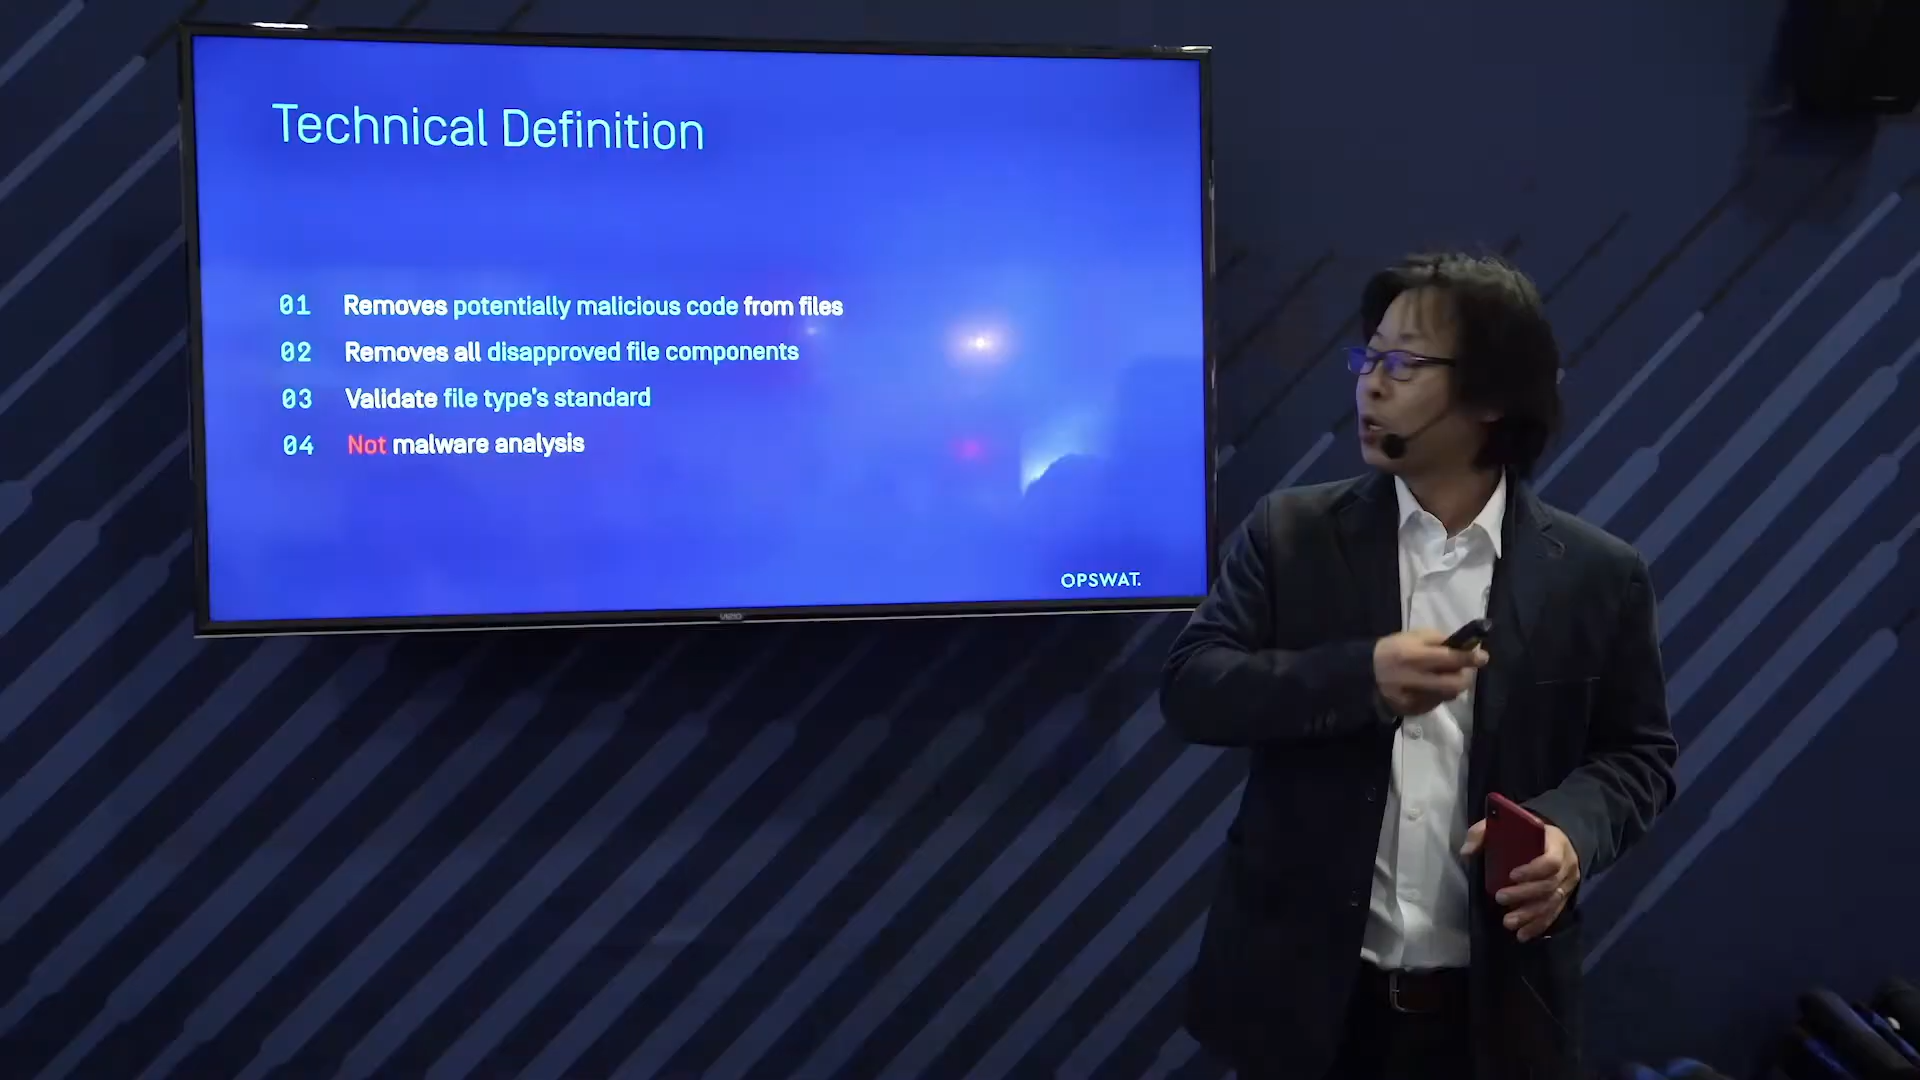 Technical Definition
01 Removes potentially malicious code from files
02 Removes all disapproved file components
03 Validate file type's standard
04 Not malware analysis
OPSWAT.
VIZIO